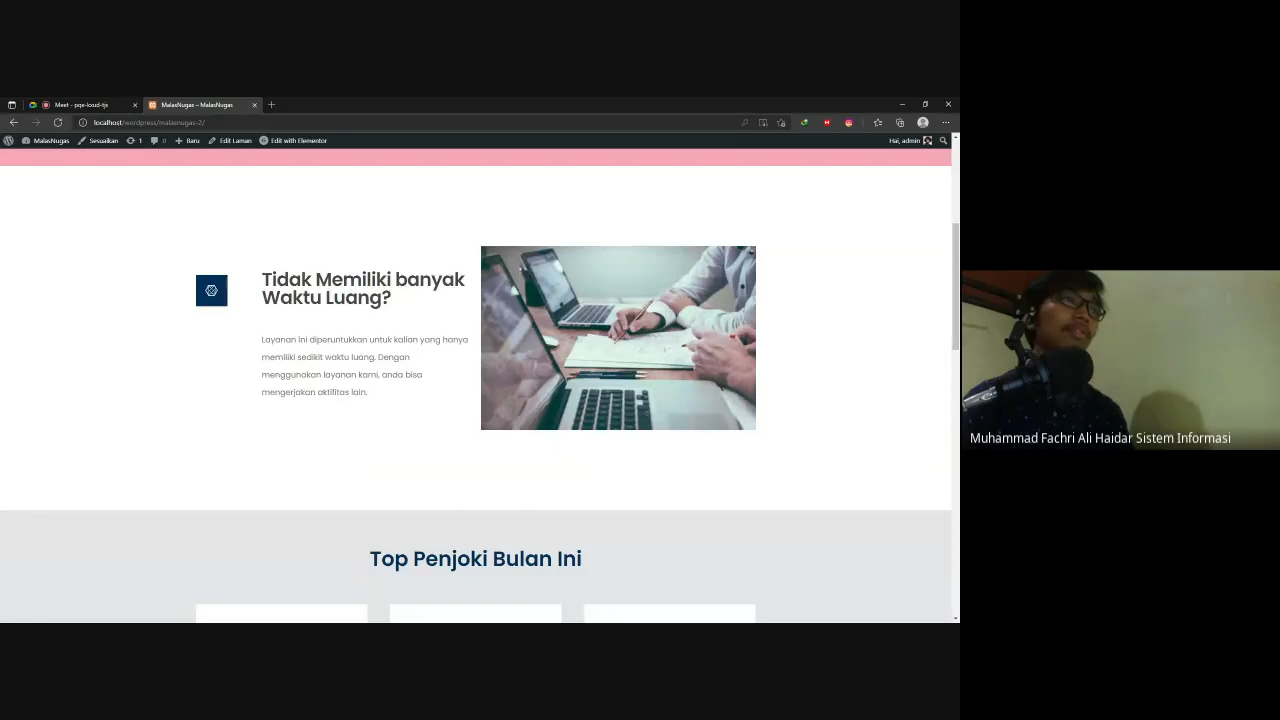 Meet - pqe-loud-tjs
MalasNugas – MalasNugas
localhost/wordpress/malasnugas-2/
MalasNugas
Sesuaikan
1
0
Baru
Edit Laman
Edit with Elementor
Hai, admin
Tidak Memiliki banyak
Waktu Luang?
Layanan ini diperuntukkan untuk kalian yang hanya
memiliki sedikit waktu luang. Dengan
menggunakan layanan kami, anda bisa
mengerjakan aktifitas lain.
Top Penjoki Bulan Ini
Muhammad Fachri Ali Haidar Sistem Informasi